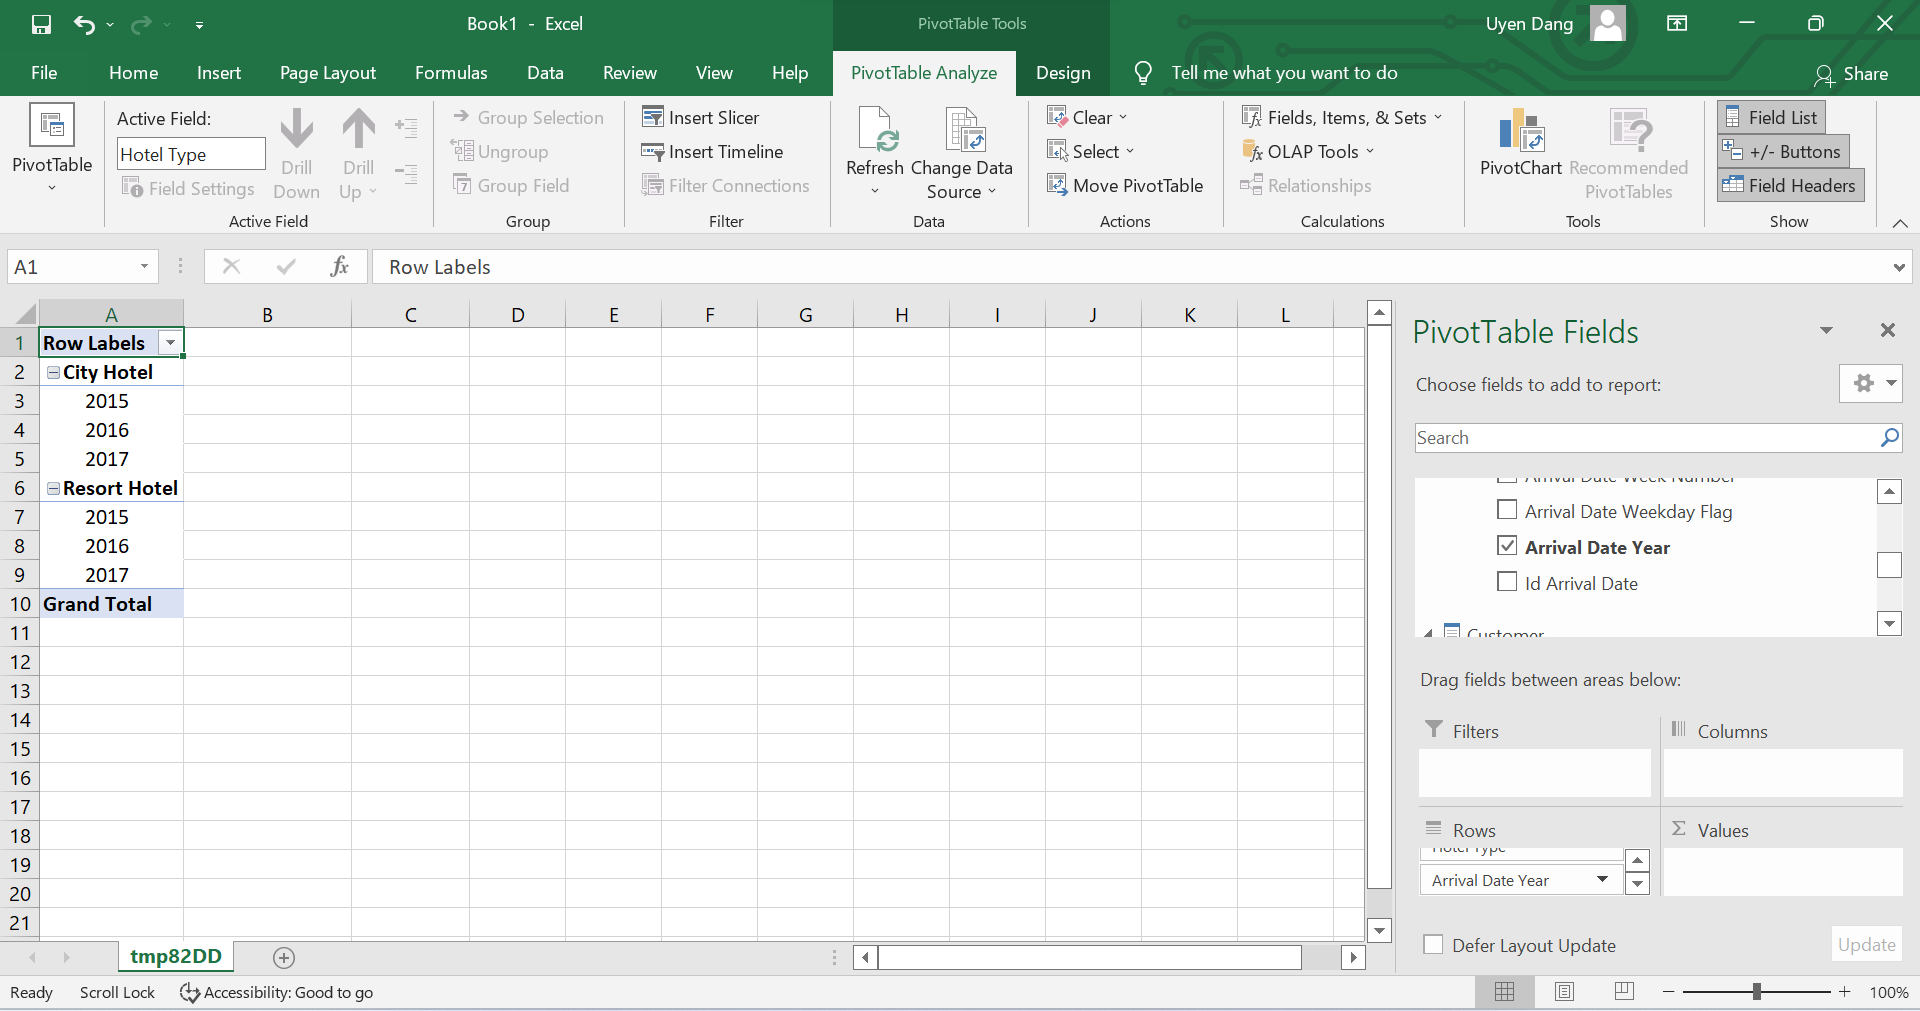 Book1 - Excel
PivotTable Tools
Uyen Dang
File Home Insert Page Layout Formulas Data Review View Help PivotTable Analyze Design Tell me what you want to do Share
PivotTable
Active Field:
Hotel Type
Field Settings
Drill Down
Drill Up
Active Field
Group Selection
Ungroup
Group Field
Group
Insert Slicer
Insert Timeline
Filter Connections
Filter
Refresh
Change Data Source
Data
Clear
Select
Move PivotTable
Actions
Fields, Items, & Sets
OLAP Tools
Relationships
Calculations
PivotChart
Recommended PivotTables
Tools
Field List
+/- Buttons
Field Headers
Show
A1
fx
Row Labels
A B C D E F G H I J K L
1 Row Labels
2 City Hotel
3 2015
4 2016
5 2017
6 Resort Hotel
7 2015
8 2016
9 2017
10 Grand Total
11
12
13
14
15
16
17
18
19
20
21
PivotTable Fields
Choose fields to add to report:
Search
Arrival Date Week Number
Arrival Date Weekday Flag
Arrival Date Year
Id Arrival Date
Customer
Drag fields between areas below:
Filters
Columns
Rows
Σ Values
Hotel Type
Arrival Date Year
Defer Layout Update
Update
tmp82DD
Ready Scroll Lock Accessibility: Good to go
100%